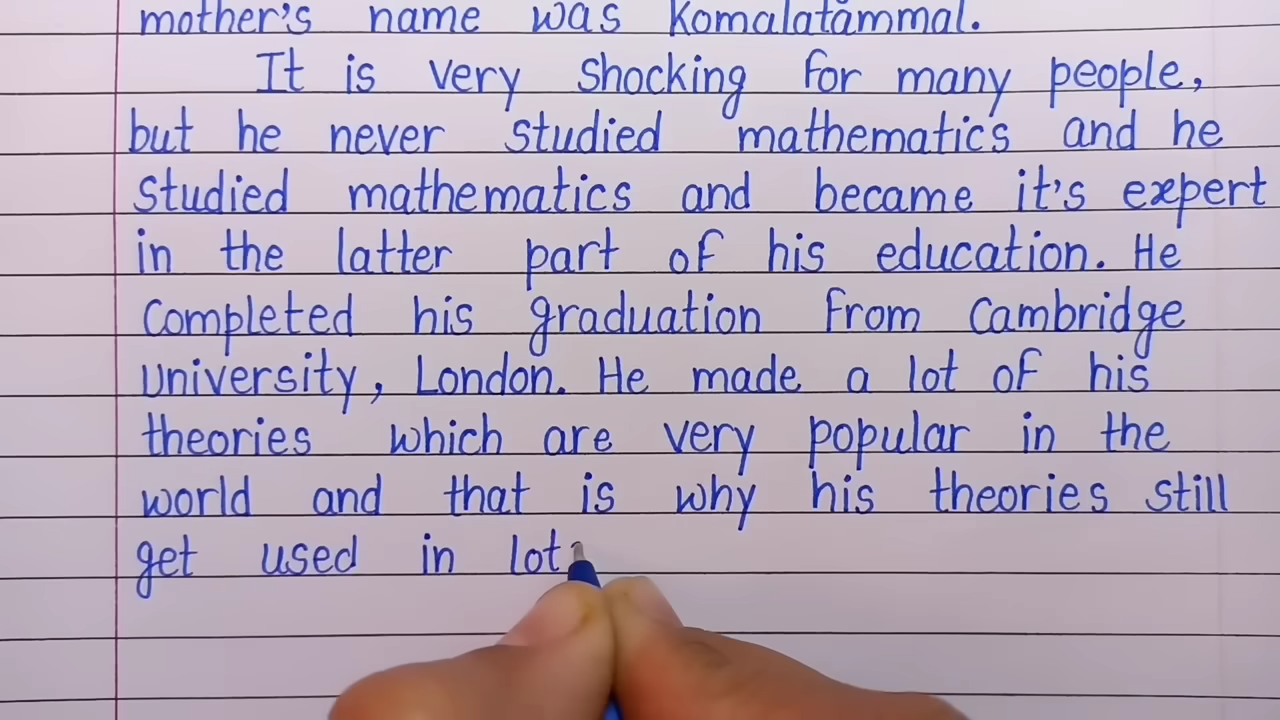 mother's name was Komalatammal.
It is very shocking for many people,
but he never studied mathematics and he
studied mathematics and became it's expert
in the latter part of his education. He
completed his graduation from Cambridge
University, London. He made a lot of his
theories which are very popular in the
world and that is why his theories still
get used in lot